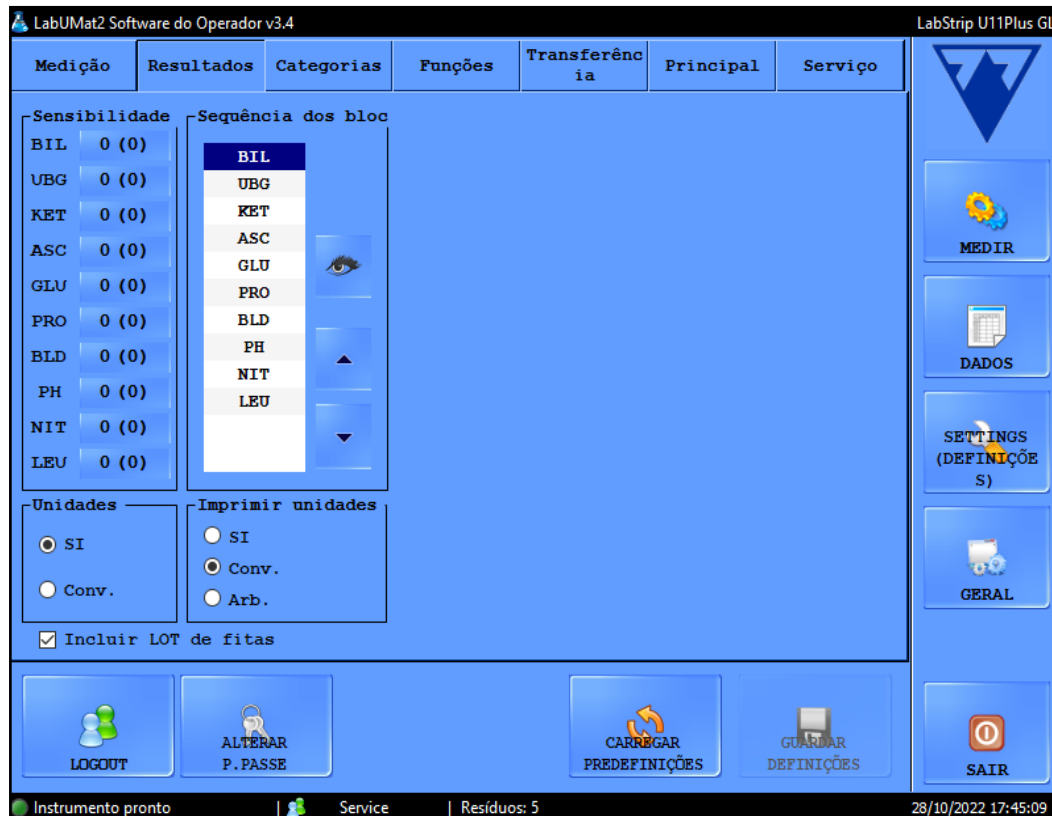 LabUMat2 Software do Operador v3.4
LabStrip U11Plus GL
Medição
Resultados
Categorias
Funções
Transferênc
ia
Principal
Serviço
Sensibilidade
BIL 0 (0)
UBG 0 (0)
KET 0 (0)
ASC 0 (0)
GLU 0 (0)
PRO 0 (0)
BLD 0 (0)
PH 0 (0)
NIT 0 (0)
LEU 0 (0)
Sequência dos bloc
BIL
UBG
KET
ASC
GLU
PRO
BLD
PH
NIT
LEU
Unidades
SI
Conv.
Imprimir unidades
SI
Conv.
Arb.
Incluir LOT de fitas
MEDIR
DADOS
SETTINGS
(DEFINIÇÕE
S)
GERAL
SAIR
LOGOUT
ALTERAR
P.PASSE
CARREGAR
PREDEFINIÇÕES
GUARDAR
DEFINIÇÕES
Instrumento pronto | Service | Resíduos: 5
28/10/2022 17:45:09